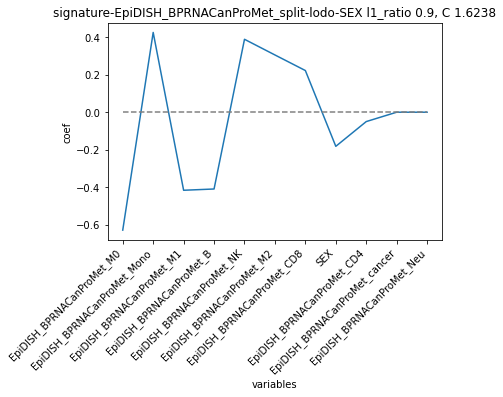 signature-EpiDISH_BPRNACanProMet_split-lodo-SEX l1_ratio 0.9, C 1.6238
0.4
0.2
0.0
−0.2
−0.4
−0.6
coef
EpiDISH_BPRNACanProMet_M0
EpiDISH_BPRNACanProMet_Mono
EpiDISH_BPRNACanProMet_M1
EpiDISH_BPRNACanProMet_B
EpiDISH_BPRNACanProMet_NK
EpiDISH_BPRNACanProMet_M2
EpiDISH_BPRNACanProMet_CD8
SEX
EpiDISH_BPRNACanProMet_CD4
EpiDISH_BPRNACanProMet_cancer
EpiDISH_BPRNACanProMet_Neu
variables